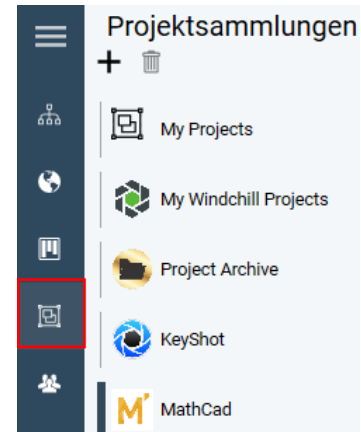 Projektsammlungen
My Projects
My Windchill Projects
Project Archive
KeyShot
MathCad